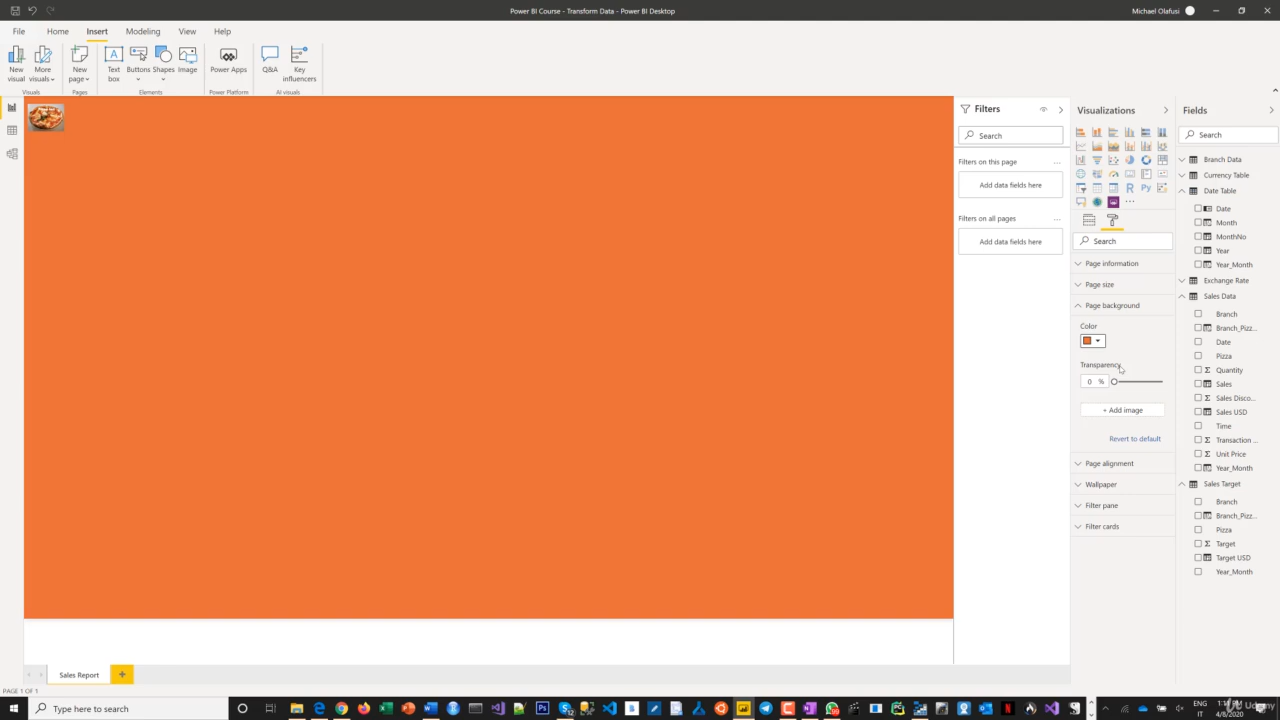 Power BI Course - Transform Data - Power BI Desktop
Michael Olafusi
File
Home
Insert
Modeling
View
Help
New visual
More visuals
New page
Text box
Buttons
Shapes
Image
Power Apps
Q&A
Key influencers
Visuals
Pages
Elements
Power Platform
AI visuals
Filters
Search
Filters on this page
...
Add data fields here
Filters on all pages
...
Add data fields here
Visualizations
R
Py
...
Search
Page information
Page size
Page background
Color
Transparency
0 %
+ Add image
Revert to default
Page alignment
Wallpaper
Filter pane
Filter cards
Fields
Search
Branch Data
Currency Table
Date Table
Date
Month
MonthNo
Year
Year_Month
Exchange Rate
Sales Data
Branch
Branch_Pizz...
Date
Pizza
Σ Quantity
Sales
Σ Sales Disco...
Sales USD
Time
Σ Transaction ...
Σ Unit Price
Year_Month
Sales Target
Branch
Branch_Pizz...
Pizza
Σ Target
Target USD
Year_Month
Sales Report
+
PAGE 1 OF 1
Type here to search
ENG
IT
4/8/2020
Udemy